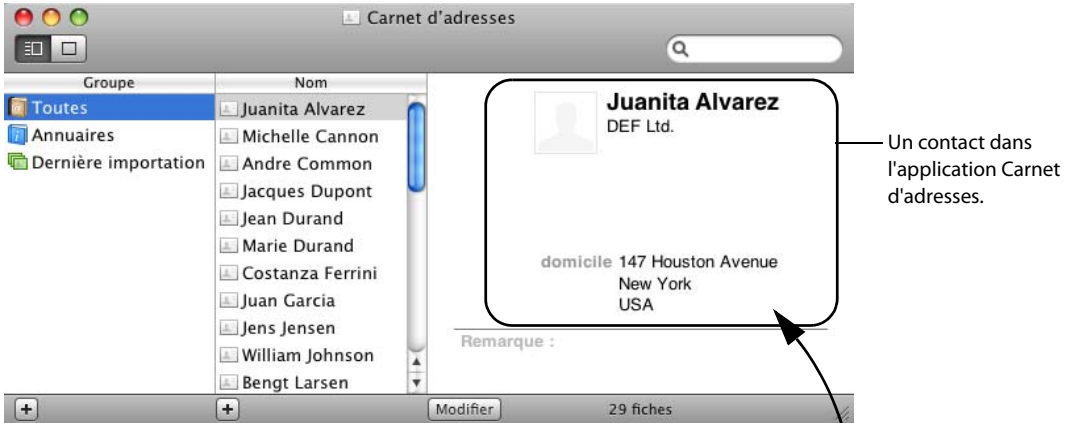 Carnet d'adresses
Groupe
Nom
Toutes
Annuaires
Dernière importation
Juanita Alvarez
Michelle Cannon
Andre Common
Jacques Dupont
Jean Durand
Marie Durand
Costanza Ferrini
Juan Garcia
Jens Jensen
William Johnson
Bengt Larsen
Juanita Alvarez
DEF Ltd.
domicile 147 Houston Avenue
New York
USA
Remarque :
Modifier
29 fiches
Un contact dans
l'application Carnet
d'adresses.